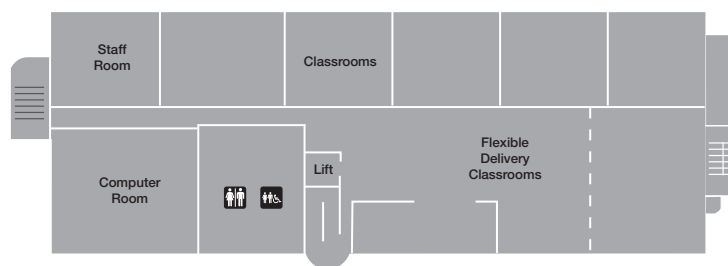 Staff
Room
Classrooms
Flexible
Delivery
Classrooms
Lift
Computer
Room